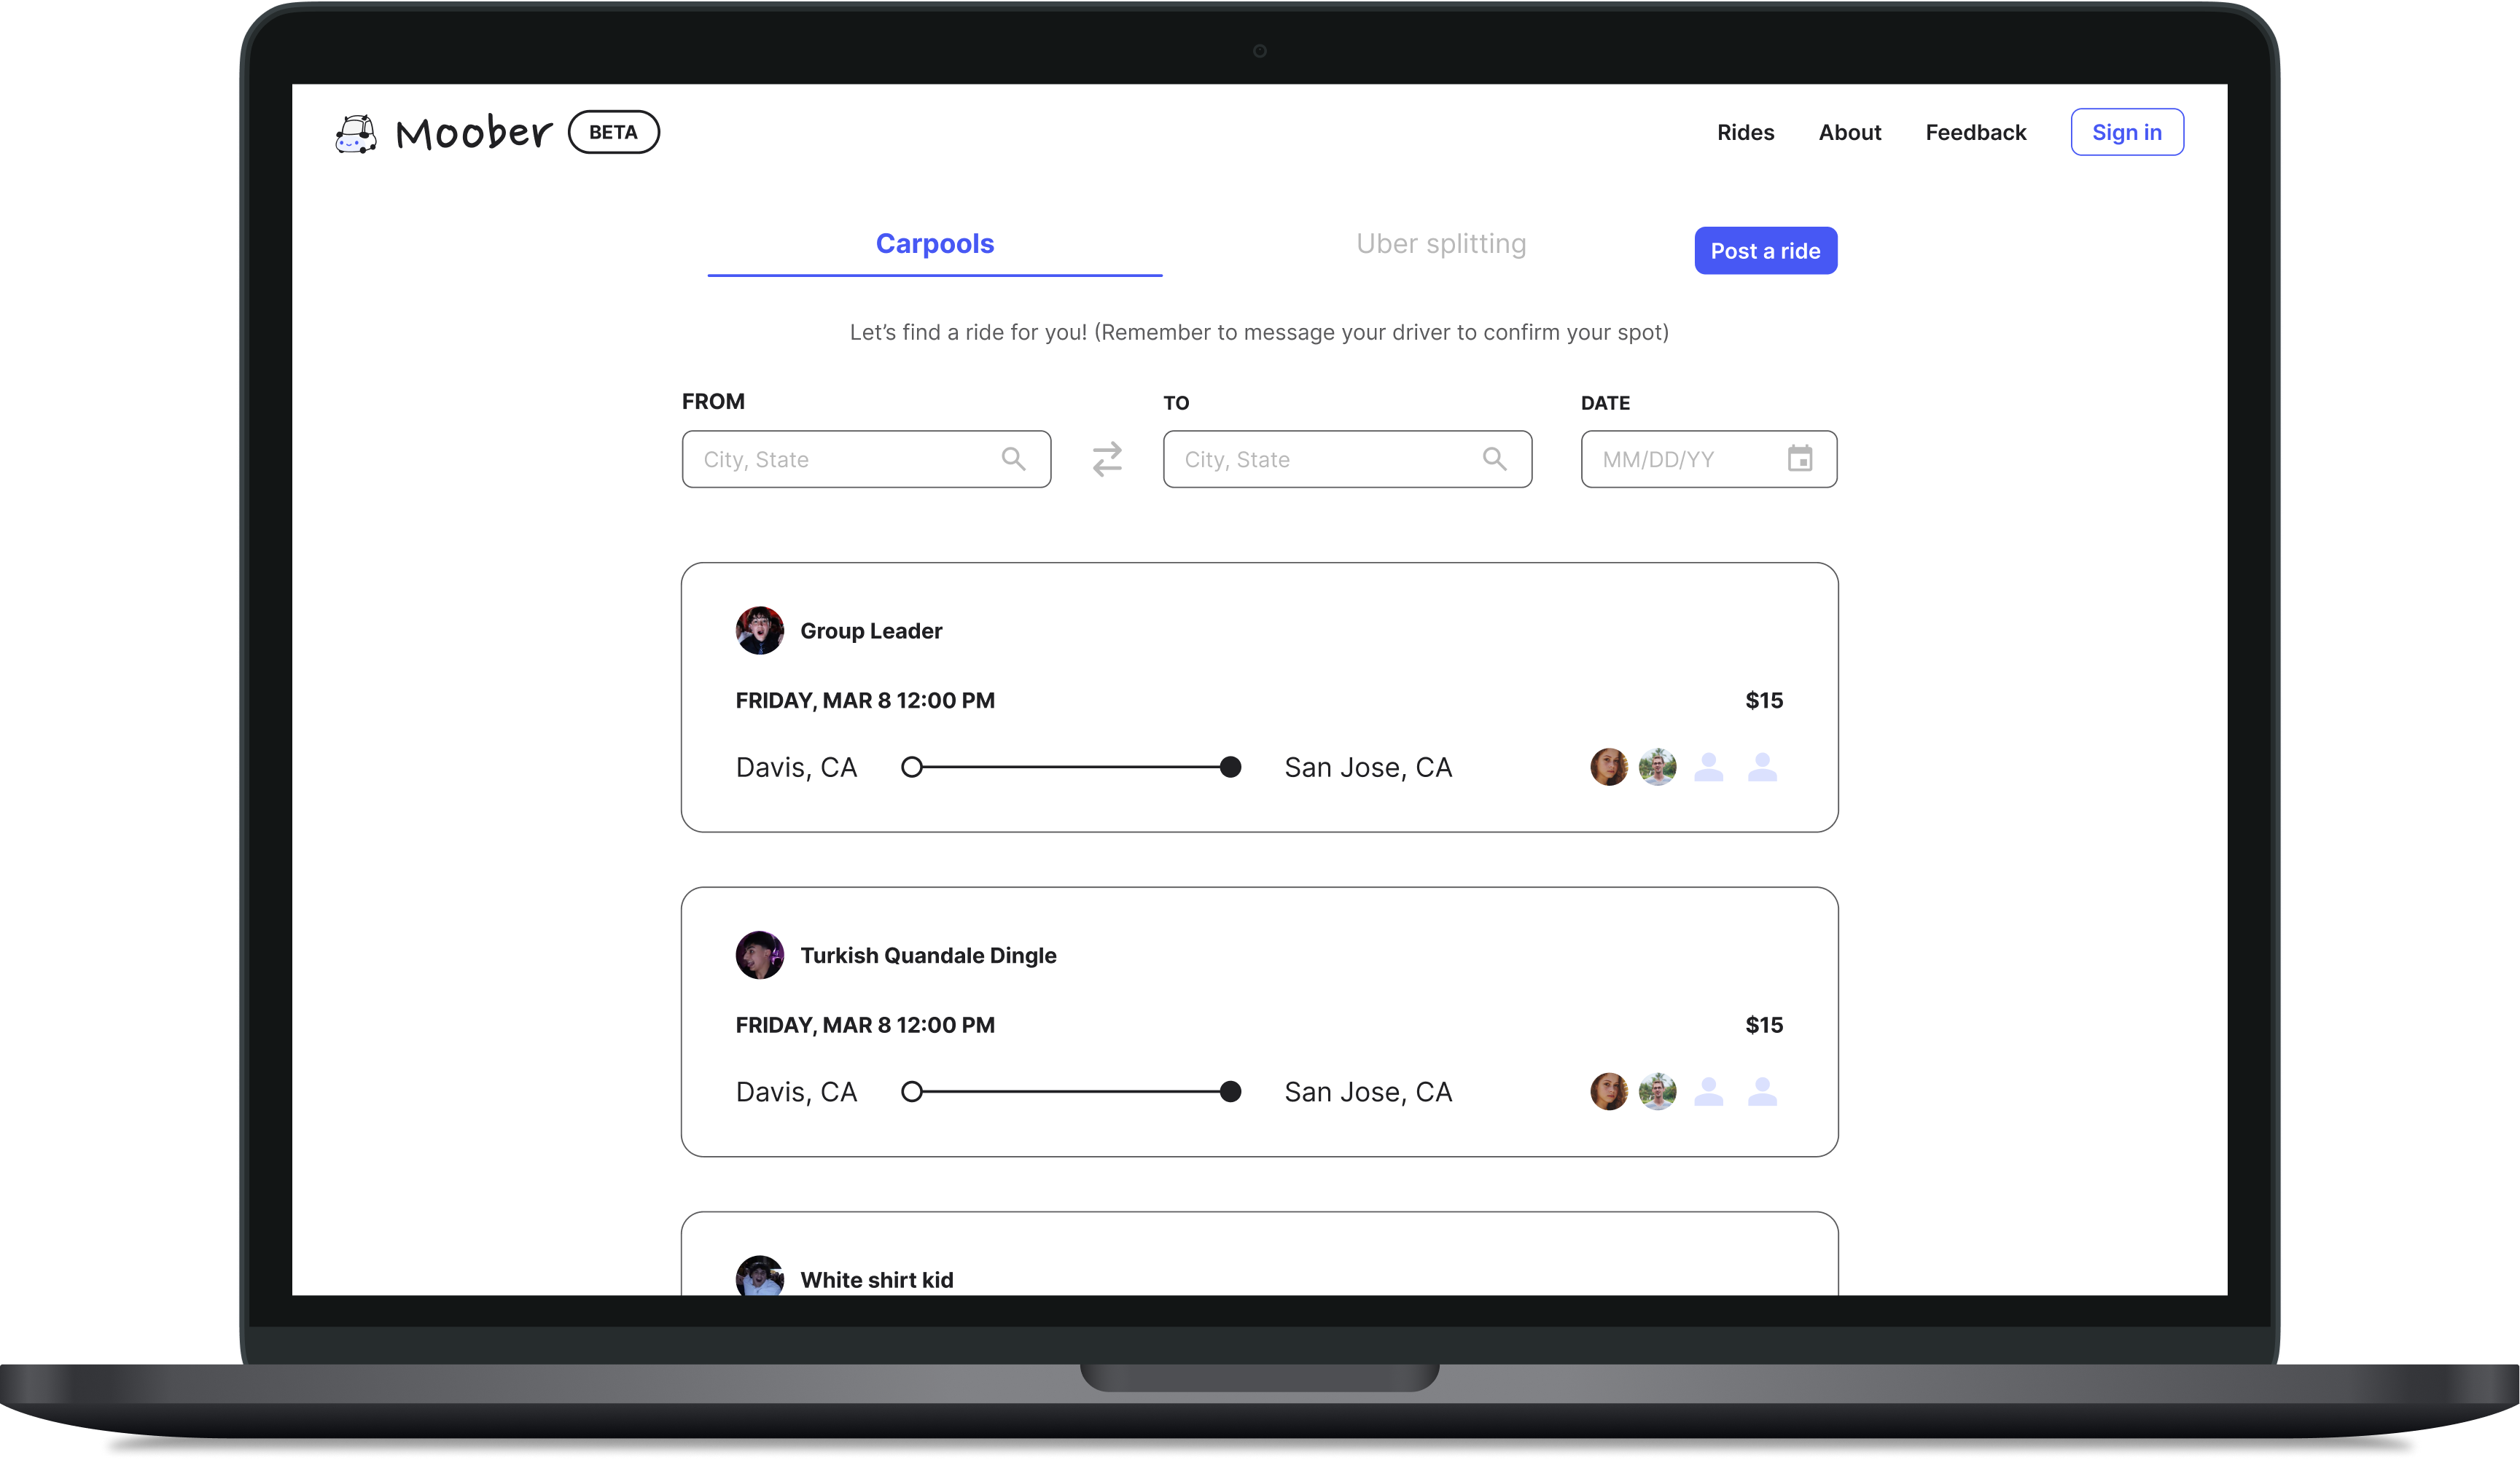 Moober BETA Rides About Feedback Sign in
Carpools Uber splitting Post a ride
Let’s find a ride for you! (Remember to message your driver to confirm your spot)
FROM TO DATE
City, State City, State MM/DD/YY
Group Leader
FRIDAY, MAR 8 12:00 PM $15
Davis, CA San Jose, CA
Turkish Quandale Dingle
FRIDAY, MAR 8 12:00 PM $15
Davis, CA San Jose, CA
White shirt kid